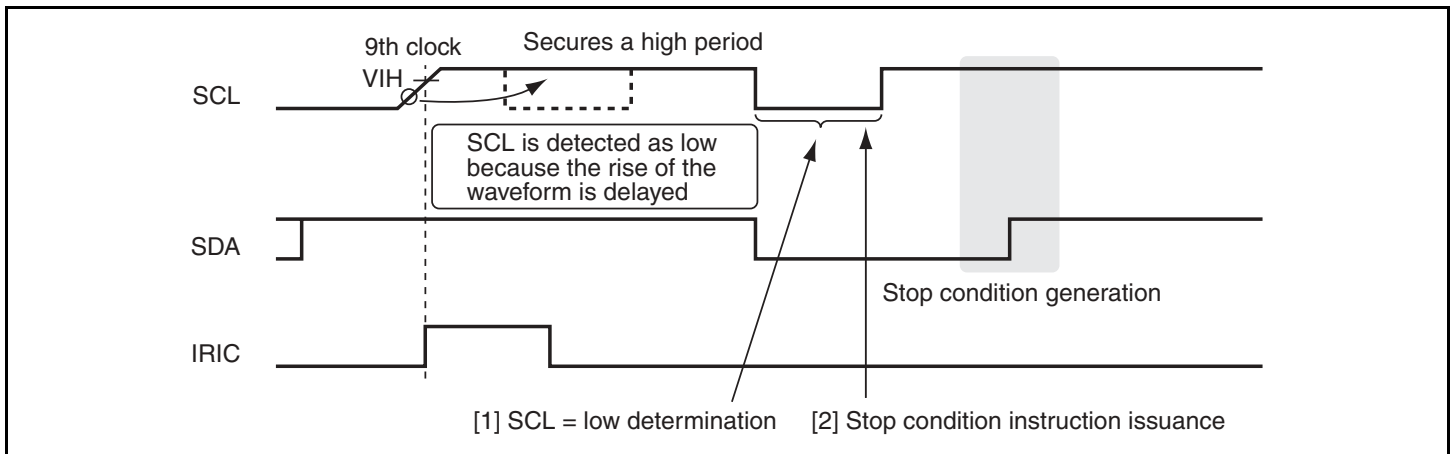 9th clock
Secures a high period
VIH
SCL
SCL is detected as low
because the rise of the
waveform is delayed
SDA
Stop condition generation
IRIC
[1] SCL = low determination
[2] Stop condition instruction issuance